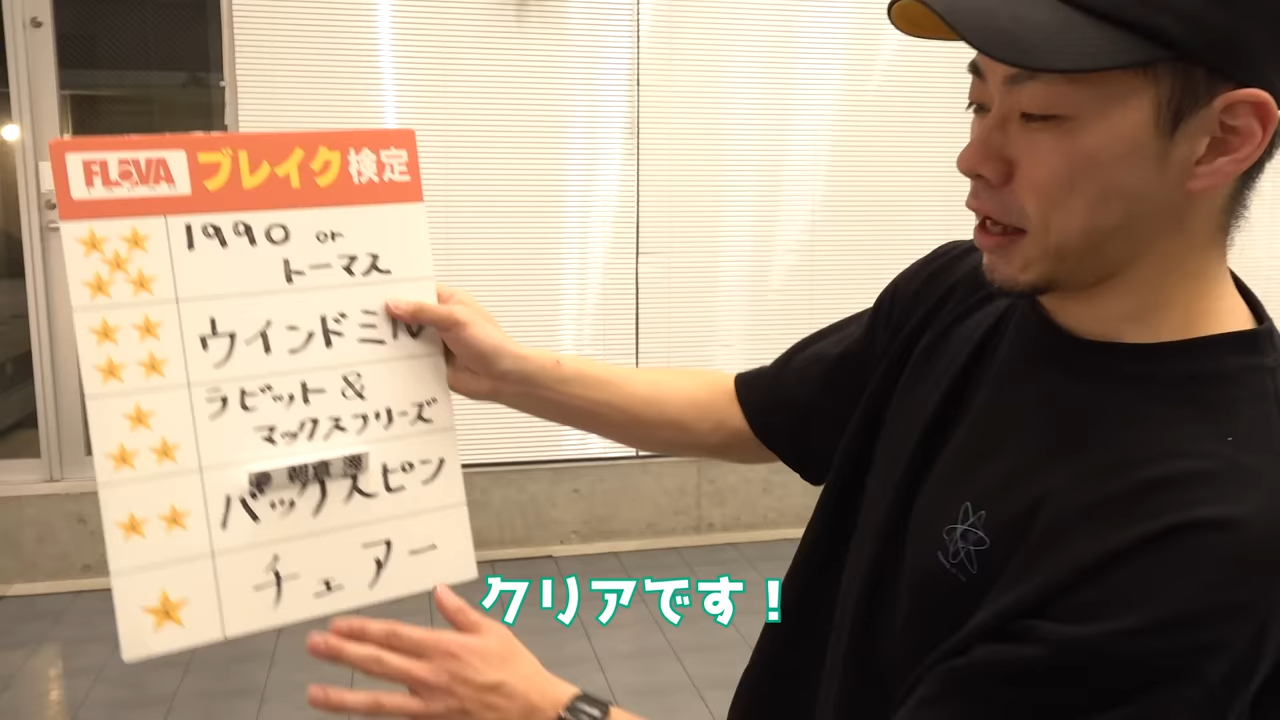 FLAVA ブレイク検定
1990 or
トーマス
ウインドミル
ラビット &
マックスフリーズ
バックスピン
チェアー
クリアです!